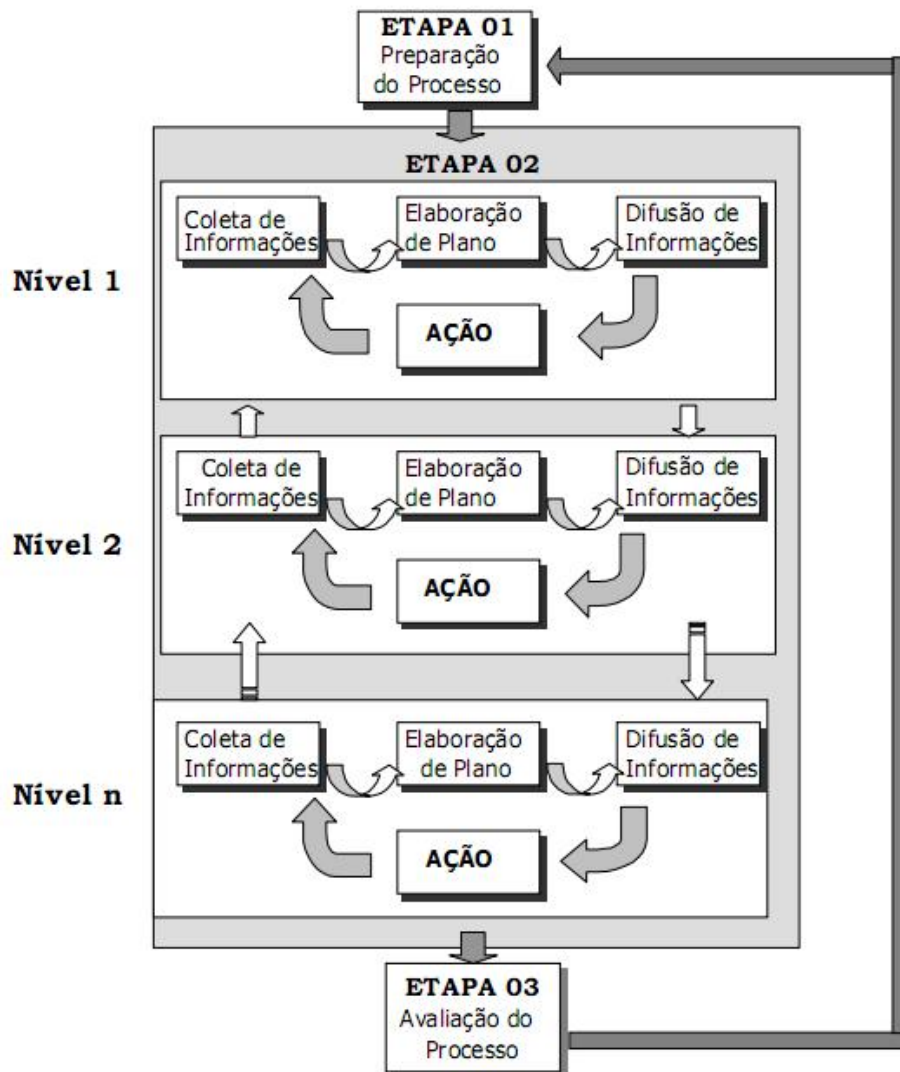 ETAPA 01
Preparação
do Processo
ETAPA 02
Nível 1
Coleta de
Informações
Elaboração
de Plano
Difusão de
Informações
AÇÃO
Nível 2
Coleta de
Informações
Elaboração
de Plano
Difusão de
Informações
AÇÃO
Nível n
Coleta de
Informações
Elaboração
de Plano
Difusão de
Informações
AÇÃO
ETAPA 03
Avaliação do
Processo